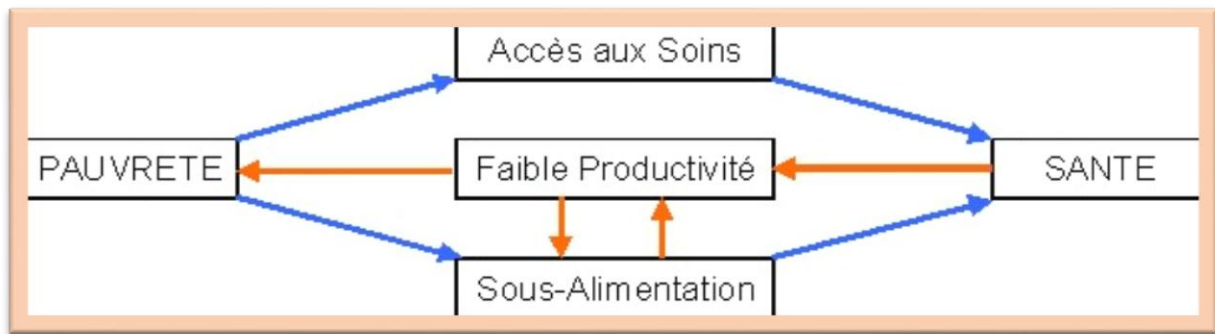 Accès aux Soins
PAUVRETE
Faible Productivité
SANTE
Sous-Alimentation